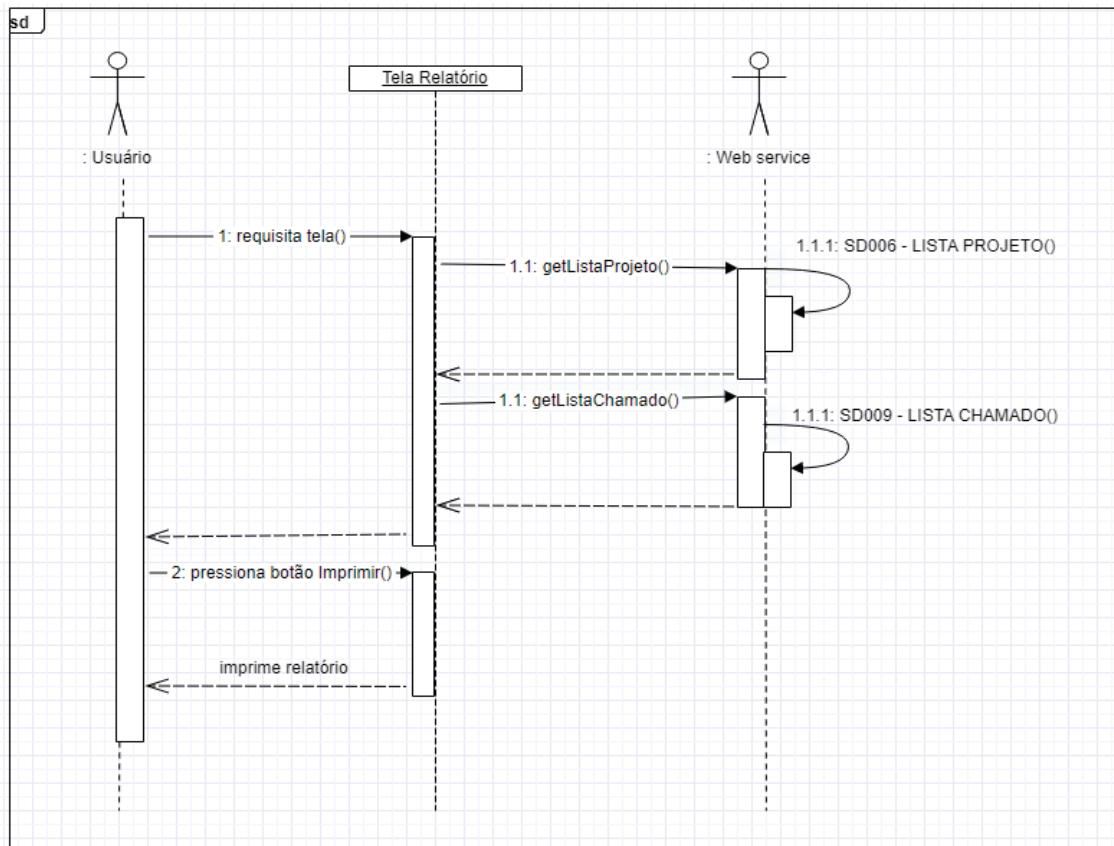 sd
Tela Relatório
: Usuário
: Web service
1: requisita tela()
1.1.1: SD006 - LISTA PROJETO()
1.1: getListaProjeto()
1.1: getListaChamado()
1.1.1: SD009 - LISTA CHAMADO()
2: pressiona botão Imprimir()
imprime relatório